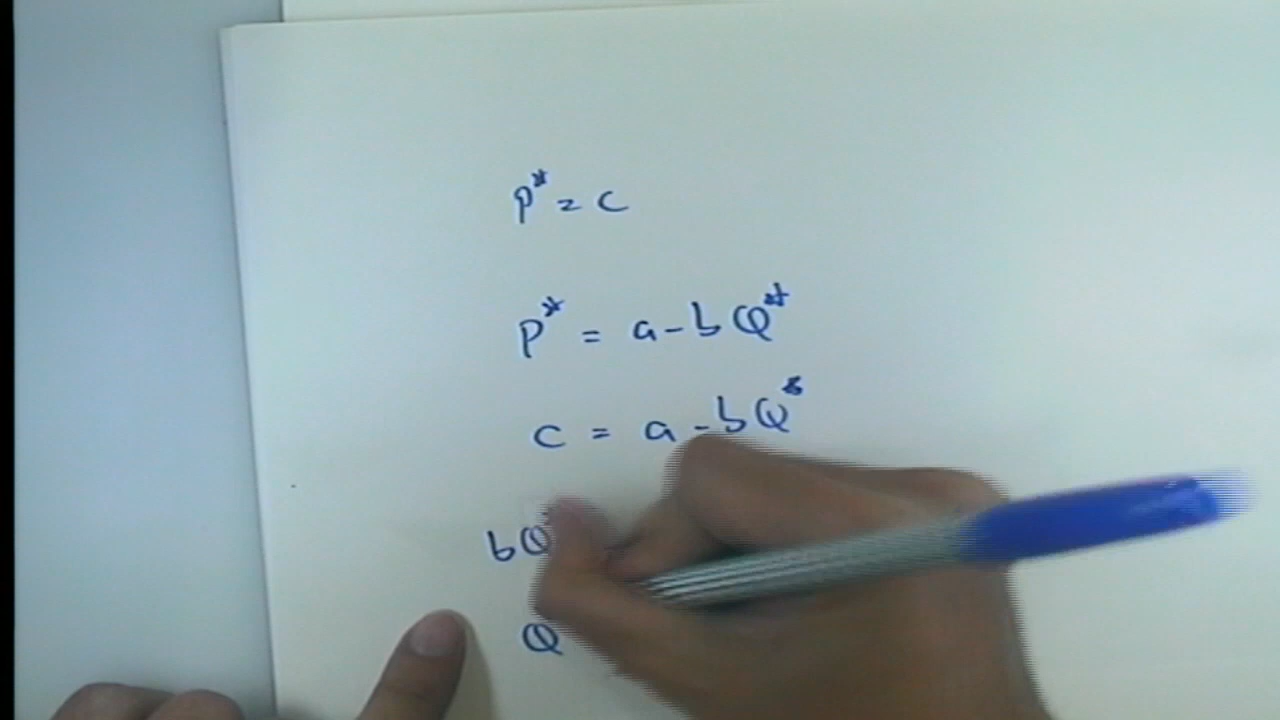 P* = c
P* = a - bQ*
c = a - bQ*
bQ
Q